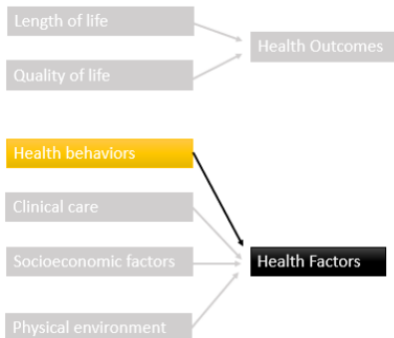 Length of life
Health Outcomes
Quality of life
Health behaviors
Clinical care
Socioeconomic factors
Health Factors
Physical environment